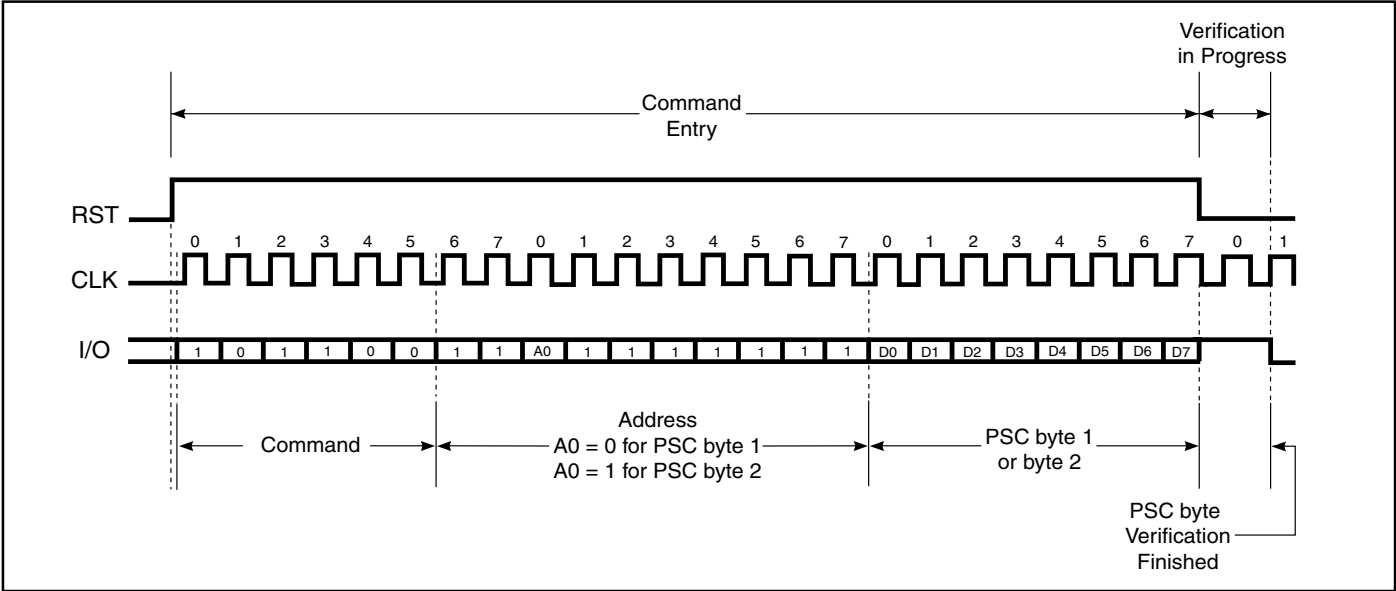 Verification
in Progress
Command
Entry
RST
0 1 2 3 4 5 6 7 0 1 2 3 4 5 6 7 0 1 2 3 4 5 6 7 0 1
CLK
I/O 1 0 1 1 0 0 1 1 A0 1 1 1 1 1 1 1 D0 D1 D2 D3 D4 D5 D6 D7
Command
Address
A0 = 0 for PSC byte 1
A0 = 1 for PSC byte 2
PSC byte 1
or byte 2
PSC byte
Verification
Finished